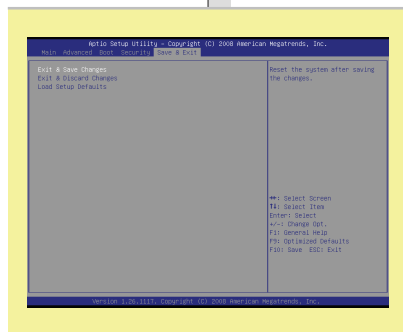 Aptio Setup Utility - Copyright (C) 2008 American Megatrends, Inc.
Main Advanced Boot Security Save & Exit
Exit & Save Changes
Exit & Discard Changes
Load Setup Defaults
Reset the system after saving
the changes.
→←: Select Screen
↑↓: Select Item
Enter: Select
+/-: Change Opt.
F1: General Help
F9: Optimized Defaults
F10: Save ESC: Exit
Version 1.26.1117. Copyright (C) 2008 American Megatrends, Inc.